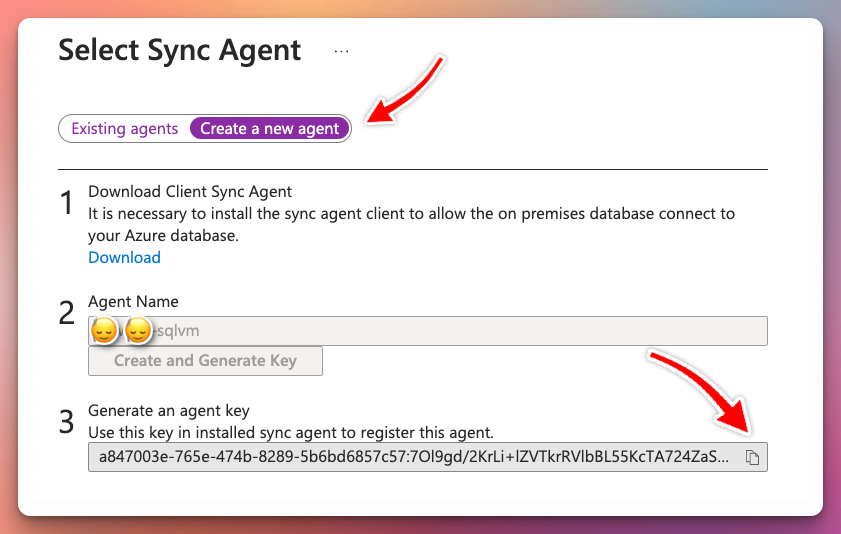 Select Sync Agent ...
Existing agents Create a new agent
1 Download Client Sync Agent
It is necessary to install the sync agent client to allow the on premises database connect to
your Azure database.
Download
2 Agent Name
-sqlvm
Create and Generate Key
3 Generate an agent key
Use this key in installed sync agent to register this agent.
a847003e-765e-474b-8289-5b6bd6857c57:7Ol9gd/2KrLi+lZVTkrRVlbBL55KcTA724ZaS...